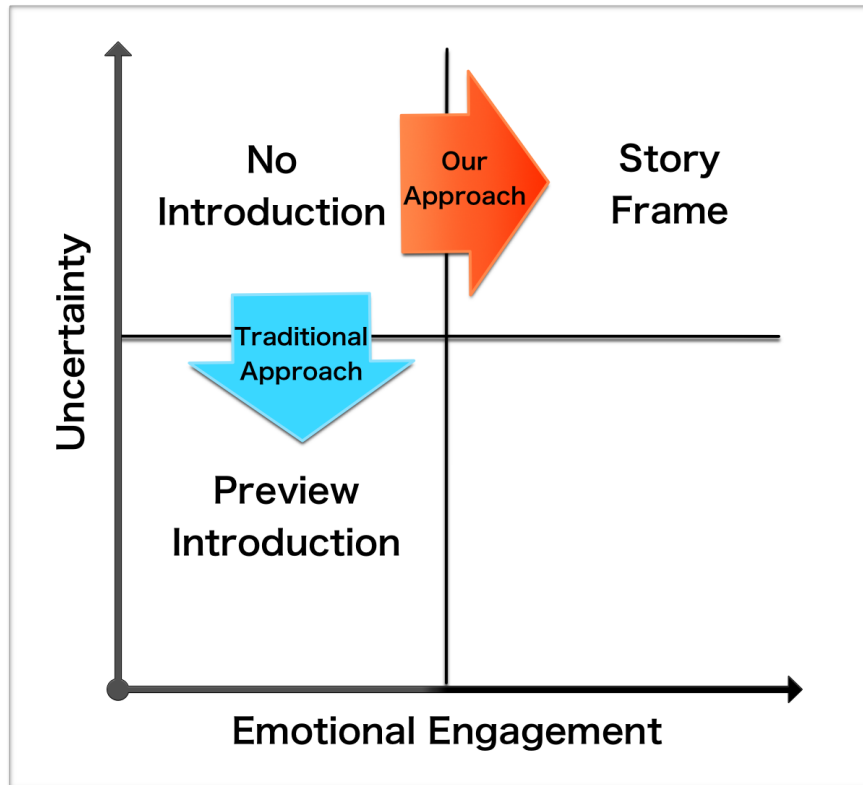 No
Introduction
Our
Approach
Story
Frame
Traditional
Approach
Preview
Introduction
Uncertainty
Emotional Engagement